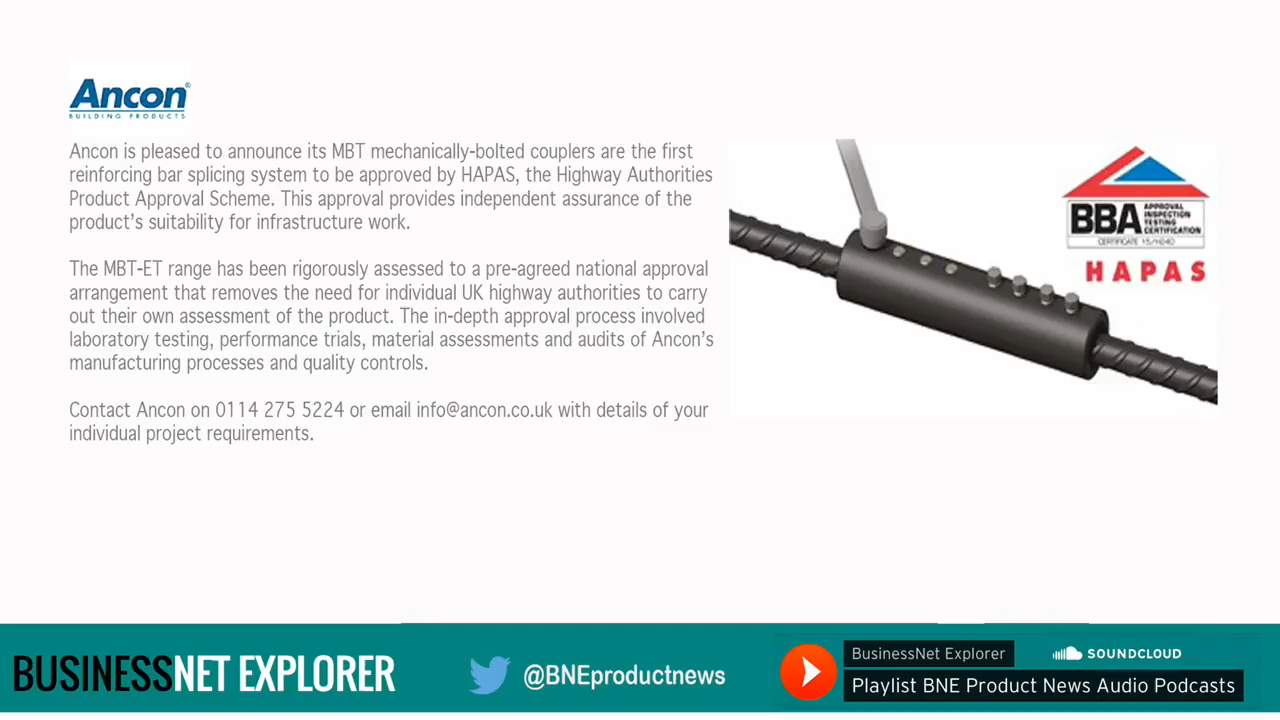 Ancon®
BUILDING PRODUCTS
Ancon is pleased to announce its MBT mechanically-bolted couplers are the first
reinforcing bar splicing system to be approved by HAPAS, the Highway Authorities
Product Approval Scheme. This approval provides independent assurance of the
product’s suitability for infrastructure work.
The MBT-ET range has been rigorously assessed to a pre-agreed national approval
arrangement that removes the need for individual UK highway authorities to carry
out their own assessment of the product. The in-depth approval process involved
laboratory testing, performance trials, material assessments and audits of Ancon’s
manufacturing processes and quality controls.
Contact Ancon on 0114 275 5224 or email info@ancon.co.uk with details of your
individual project requirements.
BBA
APPROVAL
INSPECTION
TESTING
CERTIFICATION
CERTIFICATE 15/H240
HAPAS
BUSINESSNET EXPLORER
@BNEproductnews
BusinessNet Explorer
SOUNDCLOUD
Playlist BNE Product News Audio Podcasts